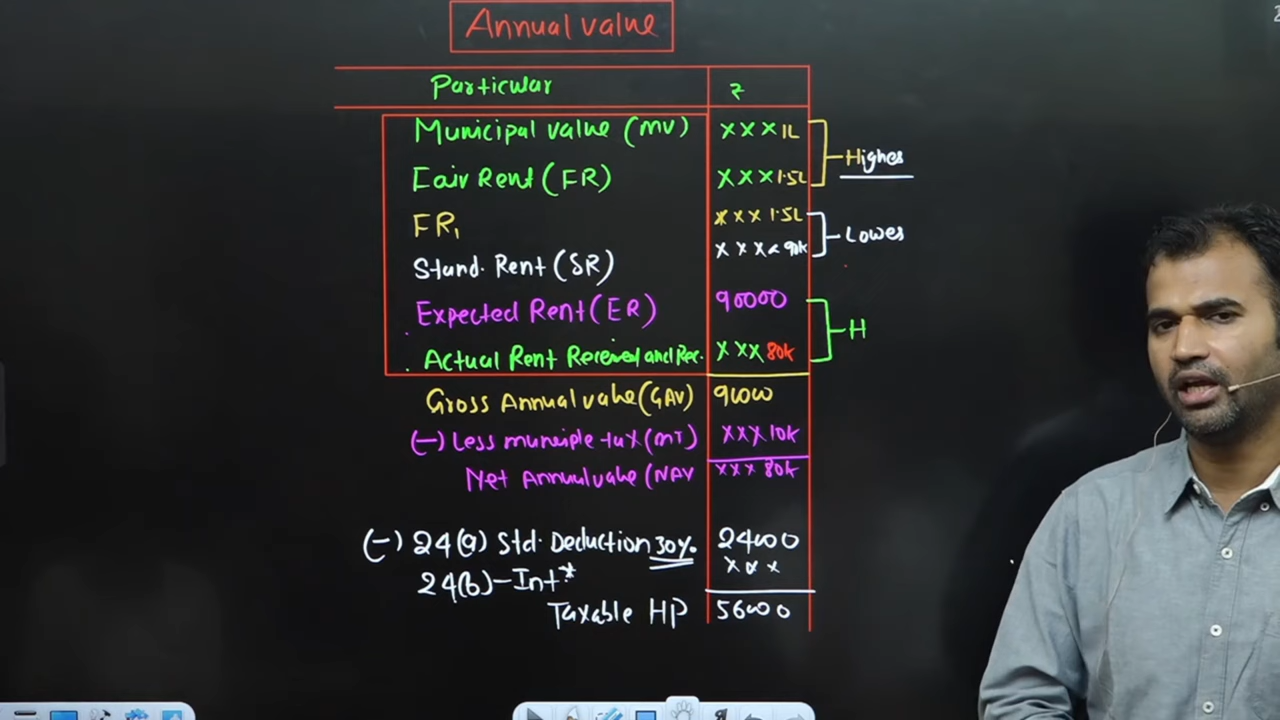 Annual value
Particular ₹
Municipal value (MV) XXX 1L
Fair Rent (FR) XXX 1.5L
Higher
FR1 XXX 1.5L
Stand. Rent (SR) XXX 90k
Lower
Expected Rent (ER) 90000
Actual Rent Received and Rec. XXX 80k
H
Gross Annual value (GAV) 90000
(-) Less municiple tax (MT) XXX 10k
Net Annual value (NAV XXX 80k
(-) 24(a) Std. Deduction 30%. 24000
24(b)-Int* XXX
Taxable HP 56000